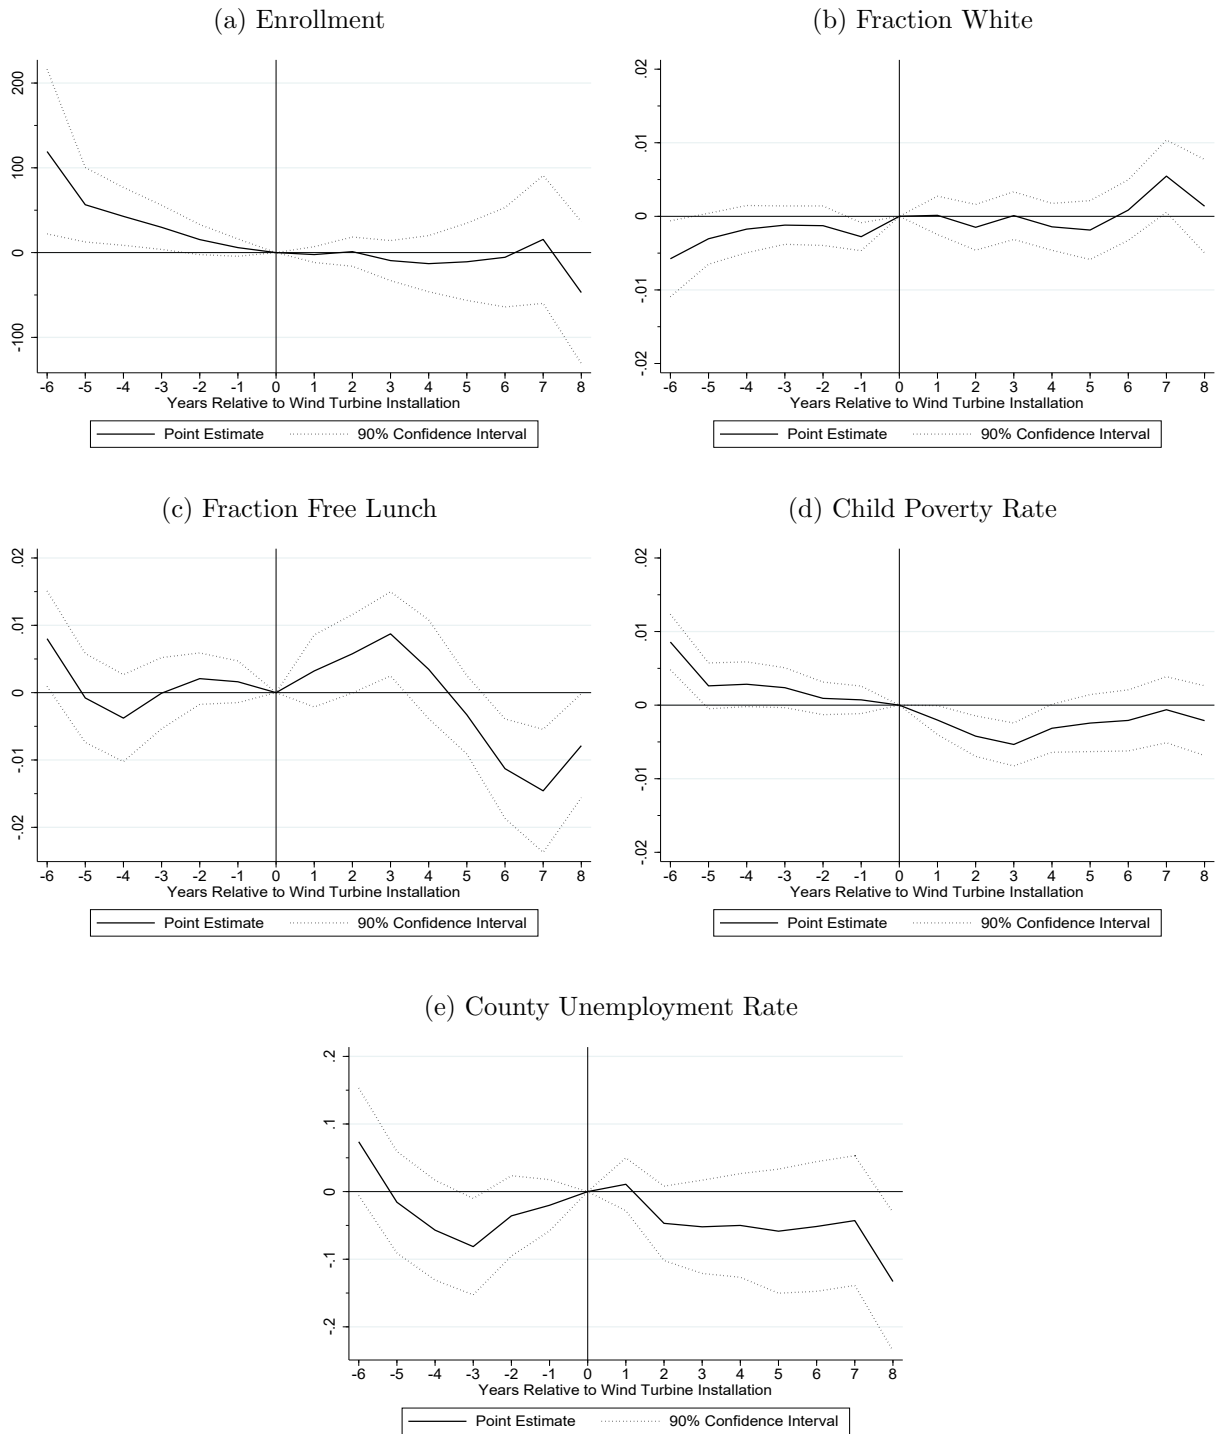 (a) Enrollment
200
100
0
-100
-6 -5 -4 -3 -2 -1 0 1 2 3 4 5 6 7 8
Years Relative to Wind Turbine Installation
Point Estimate 90% Confidence Interval
(b) Fraction White
.02
.01
0
-.01
-.02
-6 -5 -4 -3 -2 -1 0 1 2 3 4 5 6 7 8
Years Relative to Wind Turbine Installation
Point Estimate 90% Confidence Interval
(c) Fraction Free Lunch
.02
.01
0
-.01
-.02
-6 -5 -4 -3 -2 -1 0 1 2 3 4 5 6 7 8
Years Relative to Wind Turbine Installation
Point Estimate 90% Confidence Interval
(d) Child Poverty Rate
.02
.01
0
-.01
-.02
-6 -5 -4 -3 -2 -1 0 1 2 3 4 5 6 7 8
Years Relative to Wind Turbine Installation
Point Estimate 90% Confidence Interval
(e) County Unemployment Rate
.2
.1
0
-.1
-.2
-6 -5 -4 -3 -2 -1 0 1 2 3 4 5 6 7 8
Years Relative to Wind Turbine Installation
Point Estimate 90% Confidence Interval